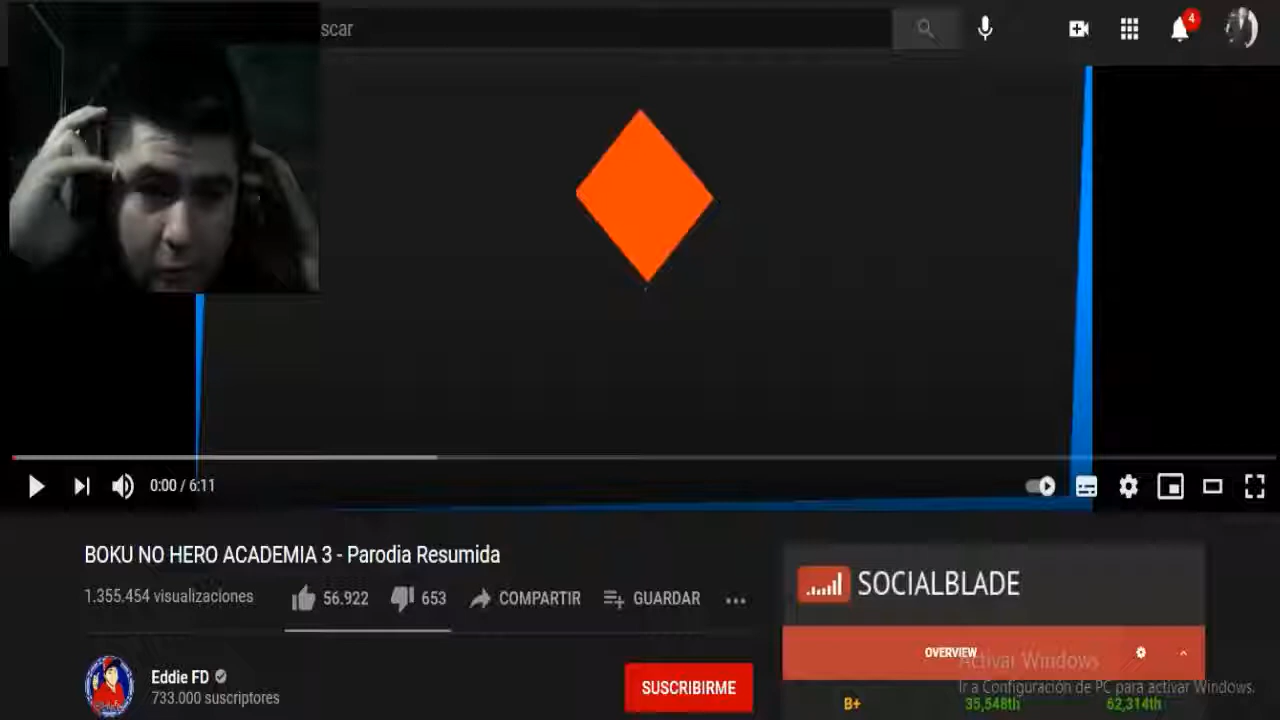 scar
4
0:00 / 6:11
BOKU NO HERO ACADEMIA 3 - Parodia Resumida
1.355.454 visualizaciones
56.922
653
COMPARTIR
GUARDAR
Eddie FD
733.000 suscriptores
SUSCRIBIRME
SOCIALBLADE
OVERVIEW
Activar Windows
Ir a Configuración de PC para activar Windows.
B+
35,548th
62,314th